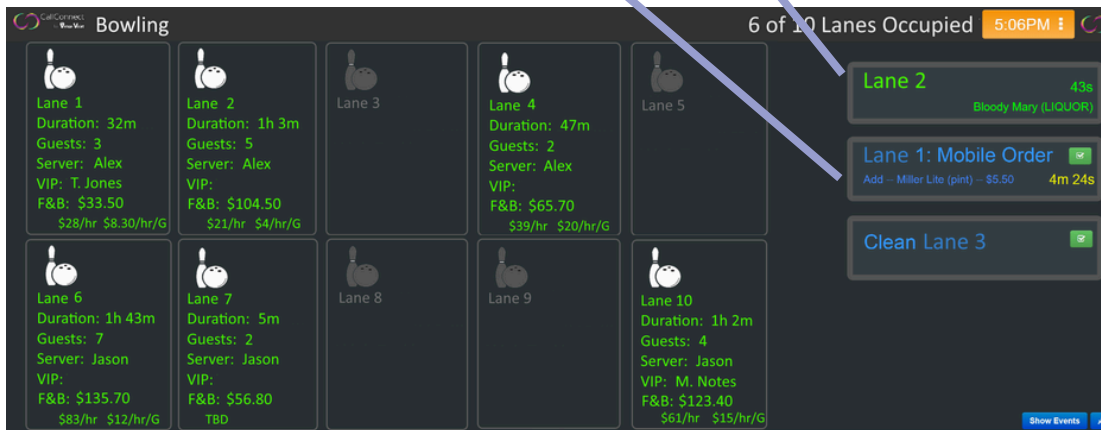 CallConnect
Bowling
6 of 10 Lanes Occupied
5:06PM
Lane 1
Duration: 32m
Guests: 3
Server: Alex
VIP: T. Jones
F&B: $33.50
$28/hr $8.30/hr/G
Lane 2
Duration: 1h 3m
Guests: 5
Server: Alex
VIP:
F&B: $104.50
$21/hr $4/hr/G
Lane 3
Lane 4
Duration: 47m
Guests: 2
Server: Alex
VIP:
F&B: $65.70
$39/hr $20/hr/G
Lane 5
Lane 6
Duration: 1h 43m
Guests: 7
Server: Jason
VIP:
F&B: $135.70
$83/hr $12/hr/G
Lane 7
Duration: 5m
Guests: 2
Server: Jason
VIP:
F&B: $56.80
TBD
Lane 8
Lane 9
Lane 10
Duration: 1h 2m
Guests: 4
Server: Jason
VIP: M. Notes
F&B: $123.40
$61/hr $15/hr/G
Lane 2
43s
Bloody Mary (LIQUOR)
Lane 1: Mobile Order
Add – Millor Lite (pint) – $5.50 4m 24s
Clean Lane 3
Show Events